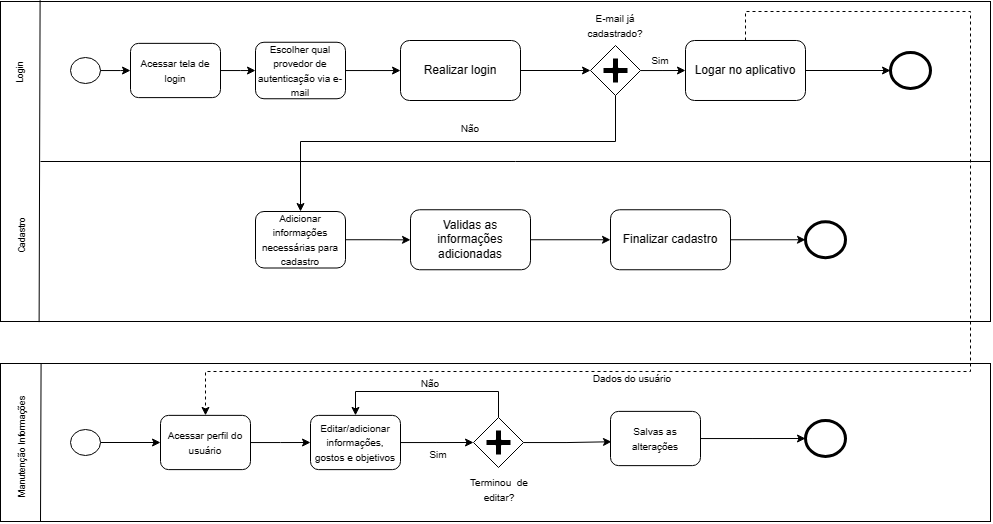 Login
Acessar tela de
login
Escolher qual
provedor de
autenticação via e-
mail
Realizar login
E-mail já
cadastrado?
Sim
Logar no aplicativo
Não
Cadastro
Adicionar
informações
necessárias para
cadastro
Validas as
informações
adicionadas
Finalizar cadastro
Manutenção Informações
Dados do usuário
Acessar perfil do
usuário
Não
Editar/adicionar
informações,
gostos e objetivos
Sim
Terminou de
editar?
Salvas as
alterações